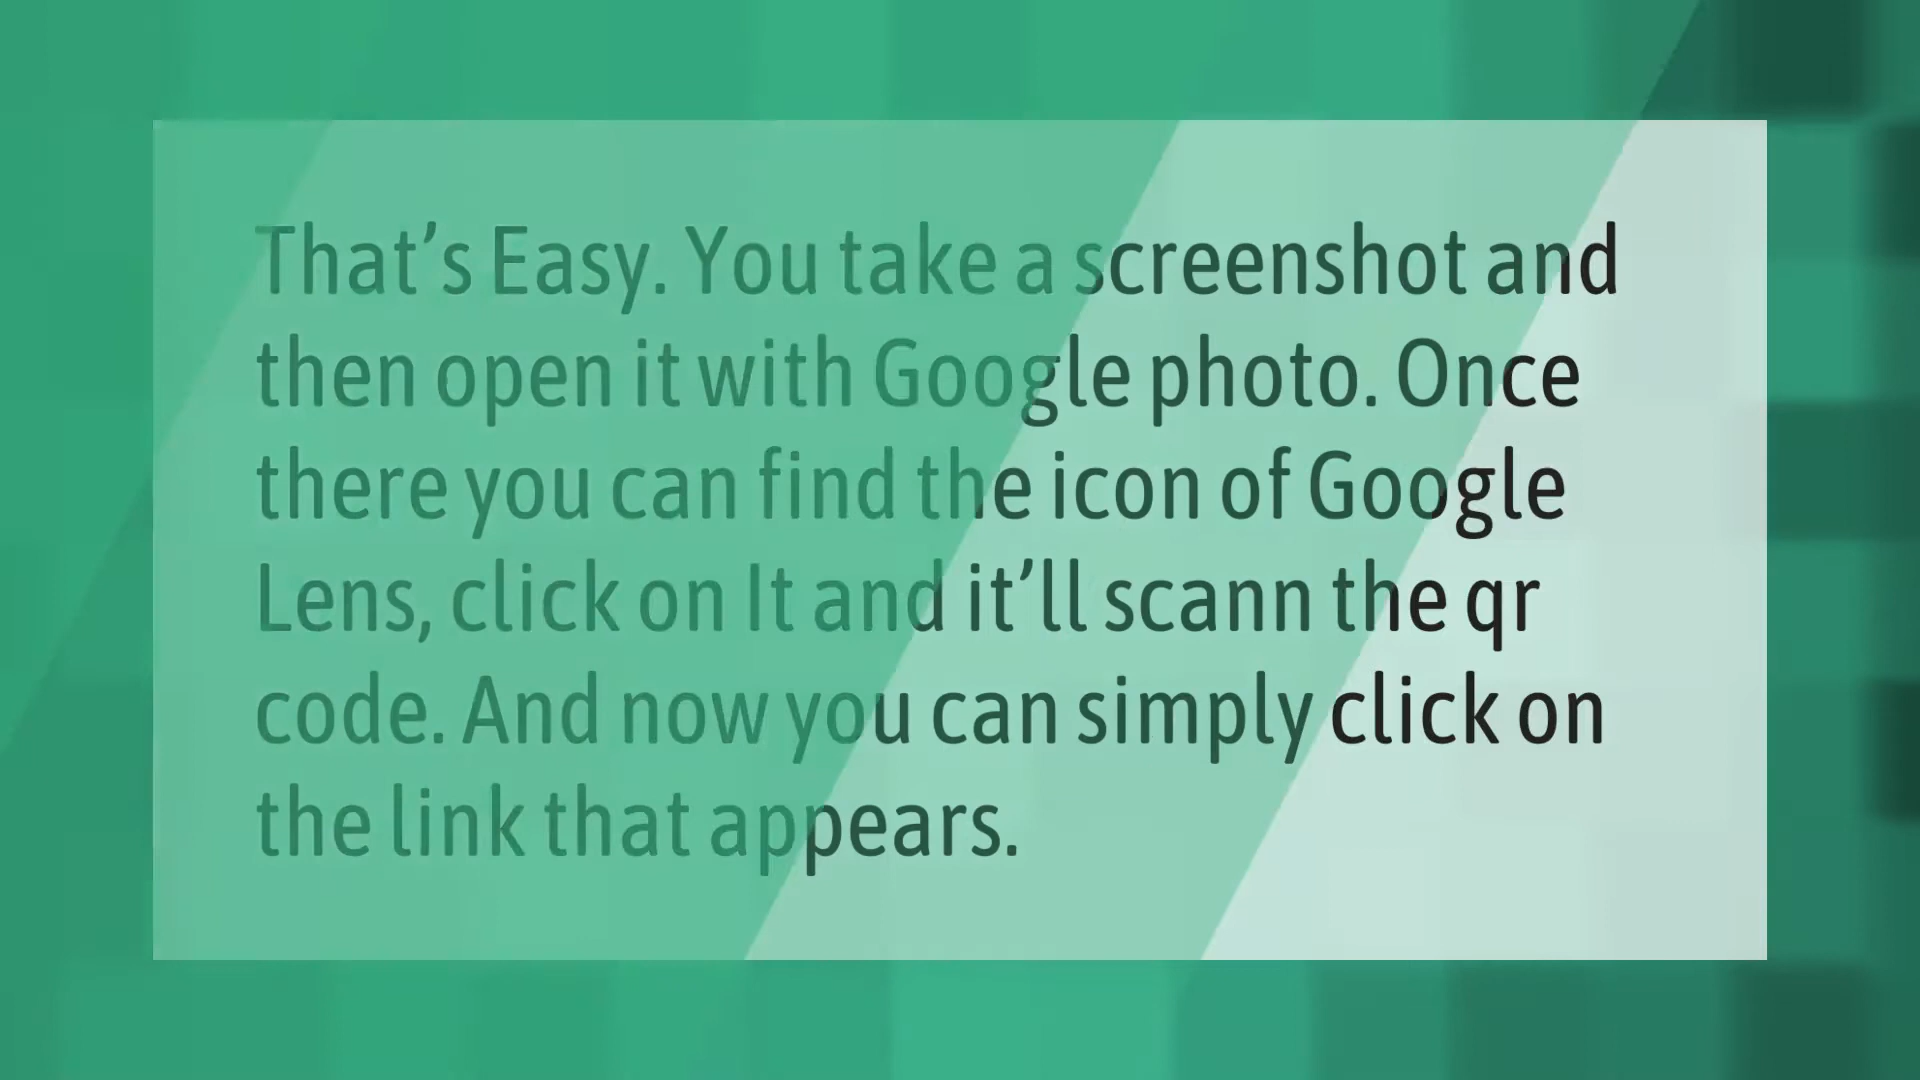 That’s Easy. You take a screenshot and
then open it with Google photo. Once
there you can find the icon of Google
Lens, click on It and it’ll scann the qr
code. And now you can simply click on
the link that appears.